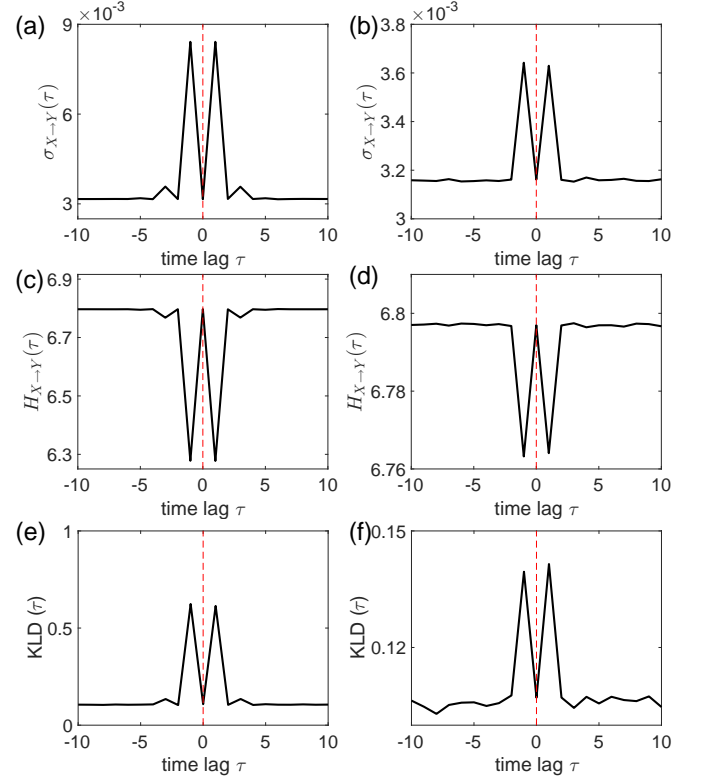 (a)
×10⁻³
9
6
3
σ_{X→Y}(τ)
-10 -5 0 5 10
time lag τ
(b)
×10⁻³
3.8
3.6
3.4
3.2
3
σ_{X→Y}(τ)
-10 -5 0 5 10
time lag τ
(c)
6.9
6.7
6.5
6.3
H_{X→Y}(τ)
-10 -5 0 5 10
time lag τ
(d)
6.8
6.78
6.76
H_{X→Y}(τ)
-10 -5 0 5 10
time lag τ
(e)
1
0.5
0
KLD (τ)
-10 -5 0 5 10
time lag τ
(f)
0.15
0.12
KLD (τ)
-10 -5 0 5 10
time lag τ